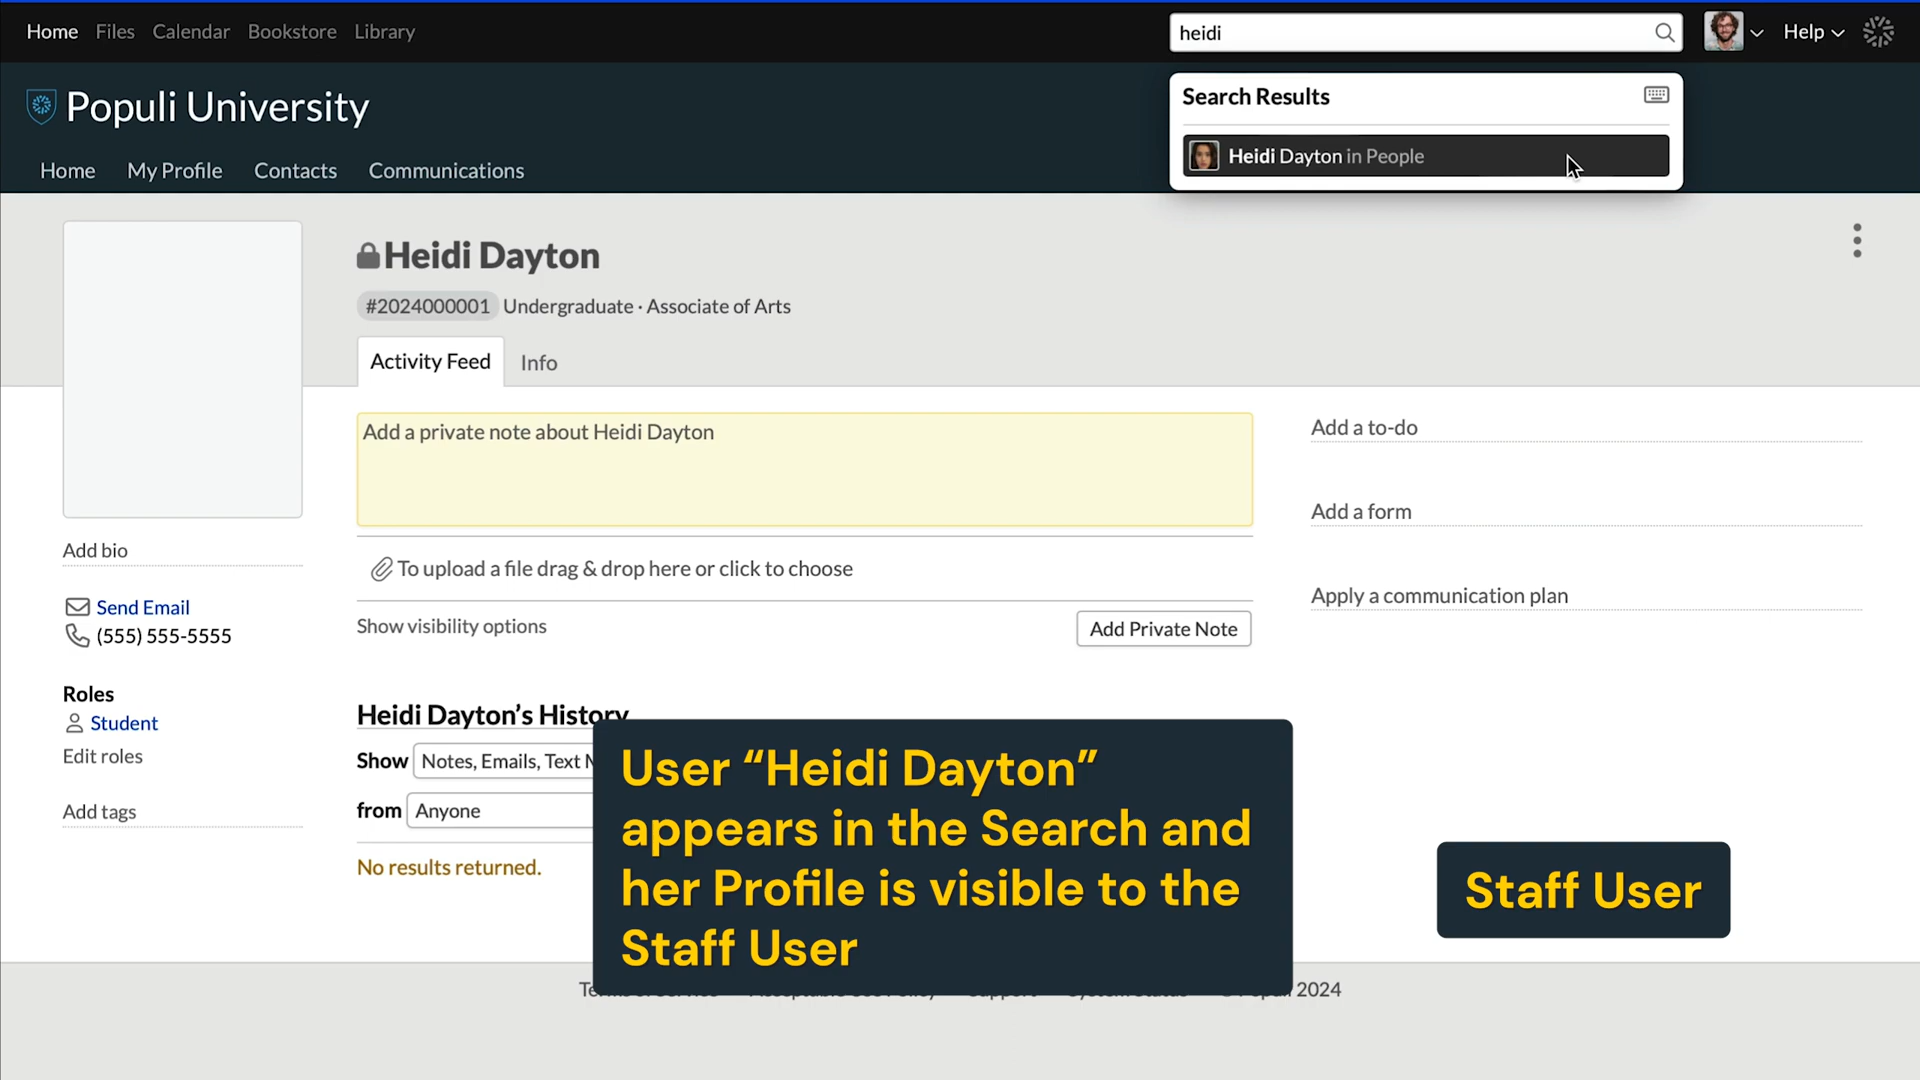 Home Files Calendar Bookstore Library
heidi
Help
Populi University
Search Results
Heidi Dayton in People
Home My Profile Contacts Communications
Heidi Dayton
#2024000001 Undergraduate · Associate of Arts
Activity Feed Info
Add a private note about Heidi Dayton
To upload a file drag & drop here or click to choose
Show visibility options
Add Private Note
Add a to-do
Add a form
Apply a communication plan
Add bio
Send Email
(555) 555-5555
Roles
Student
Edit roles
Add tags
Heidi Dayton’s History
Show Notes, Emails, Text
from Anyone
No results returned.
User “Heidi Dayton”
appears in the Search and
her Profile is visible to the
Staff User
Staff User
2024